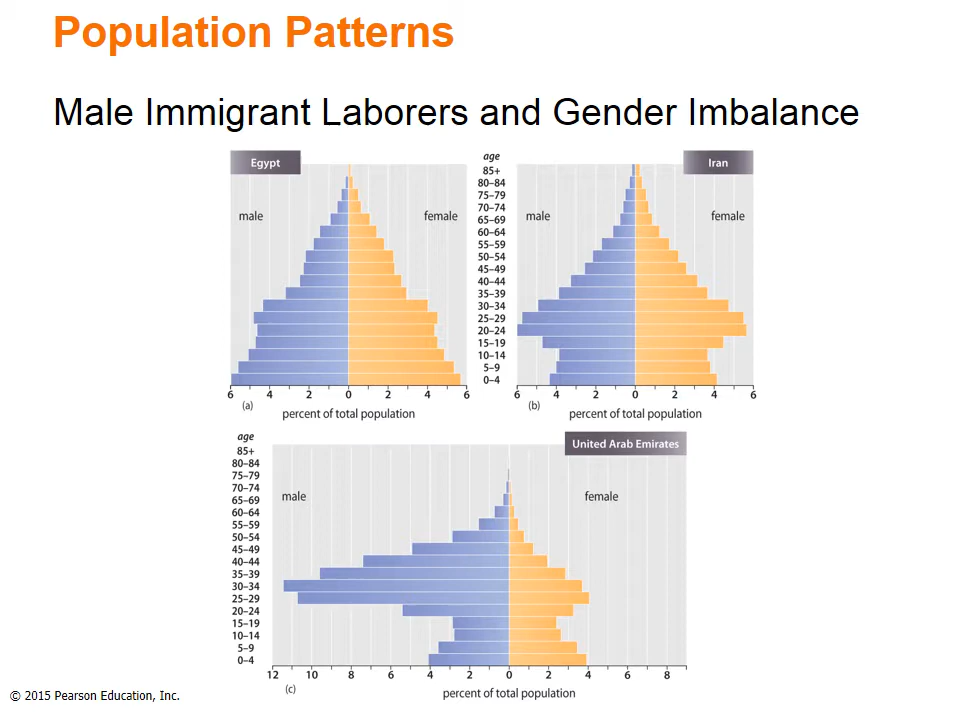 Population Patterns
Male Immigrant Laborers and Gender Imbalance
Egypt
age
Iran
85+
80–84
75–79
70–74
male
female
male
female
65–69
60–64
55–59
50–54
45–49
40–44
35–39
30–34
25–29
20–24
15–19
10–14
5–9
0–4
6 4 2 0 2 4 6
6 4 2 0 2 4 6
(a)
(b)
percent of total population
percent of total population
age
United Arab Emirates
85+
80–84
75–79
70–74
male
female
65–69
60–64
55–59
50–54
45–49
40–44
35–39
30–34
25–29
20–24
15–19
10–14
5–9
0–4
12 10 8 6 4 2 0 2 4 6 8
(c)
percent of total population
© 2015 Pearson Education, Inc.